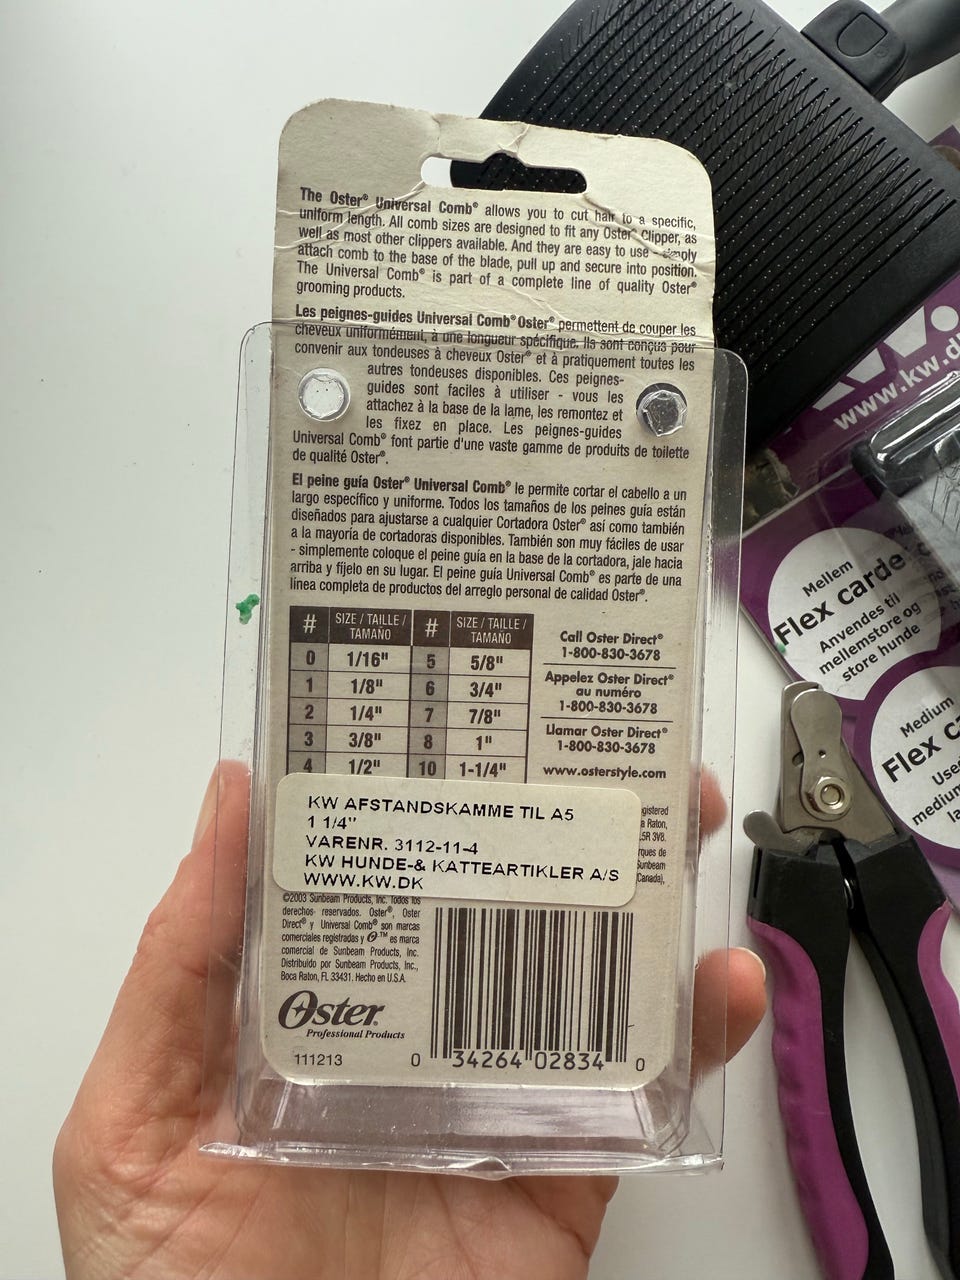 The Oster® Universal Comb® allows you to cut hair to a specific,
uniform length. All comb sizes are designed to fit any Oster® Clipper, as
well as most other clippers available. And they are easy to use - simply
attach comb to the base of the blade, pull up and secure into position.
The Universal Comb® is part of a complete line of quality Oster®
grooming products.
Les peignes-guides Universal Comb® Oster® permettent de couper les
cheveux uniformément, à une longueur spécifique. Ils sont conçus pour
convenir aux tondeuses à cheveux Oster® et à pratiquement toutes les
autres tondeuses disponibles. Ces peignes-
guides sont faciles à utiliser - vous les
attachez à la base de la lame, les remontez et
les fixez en place. Les peignes-guides
Universal Comb® font partie d'une vaste gamme de produits de toilette
de qualité Oster®.
El peine guía Oster® Universal Comb® le permite cortar el cabello a un
largo específico y uniforme. Todos los tamaños de los peines guía están
diseñados para ajustarse a cualquier Cortadora Oster® así como también
a la mayoría de cortadoras disponibles. También son muy fáciles de usar
- simplemente coloque el peine guía en la base de la cortadora, jale hacia
arriba y fíjelo en su lugar. El peine guía Universal Comb® es parte de una
línea completa de productos del arreglo personal de calidad Oster®.
# SIZE / TAILLE / TAMAÑO # SIZE / TAILLE / TAMAÑO
0 1/16" 5 5/8"
1 1/8" 6 3/4"
2 1/4" 7 7/8"
3 3/8" 8 1"
4 1/2" 10 1-1/4"
Call Oster Direct®
1-800-830-3678
Appelez Oster Direct®
au numéro
1-800-830-3678
Llamar Oster Direct®
1-800-830-3678
www.osterstyle.com
KW AFSTANDSKAMME TIL A5
1 1/4"
VARENR. 3112-11-4
KW HUNDE-& KATTEARTIKLER A/S
WWW.KW.DK
Raton,
L5R 3V8.
Sunbeam
Canada),
©2003 Sunbeam Products, Inc. Todos los
derechos reservados. Oster®, Oster
Direct® y Universal Comb® son marcas
comerciales registradas y O™ es marca
comercial de Sunbeam Products, Inc.
Distribuido por Sunbeam Products, Inc.,
Boca Raton, FL 33431. Hecho en U.S.A.
Oster®
Professional Products
111213
0 34264 02834 0
www.kw.d
Mellem
Flex carde
Anvendes til
mellemstore og
store hunde
Medium
Flex c
Use
medium
la